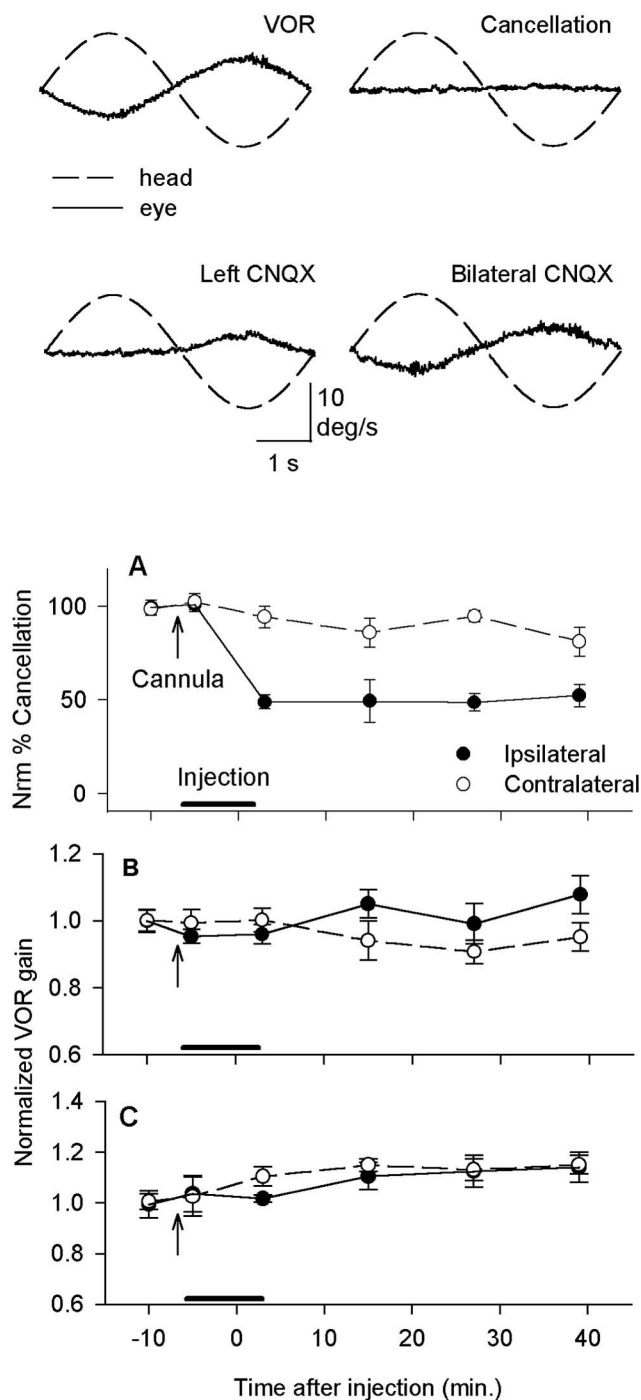 VOR
Cancellation
head
eye
Left CNQX
Bilateral CNQX
10
deg/s
1 s
A
Nrm % Cancellation
100
50
0
Cannula
Injection
Ipsilateral
Contralateral
B
Normalized VOR gain
1.2
1.0
0.8
0.6
C
1.4
1.2
1.0
0.8
0.6
-10 0 10 20 30 40
Time after injection (min.)